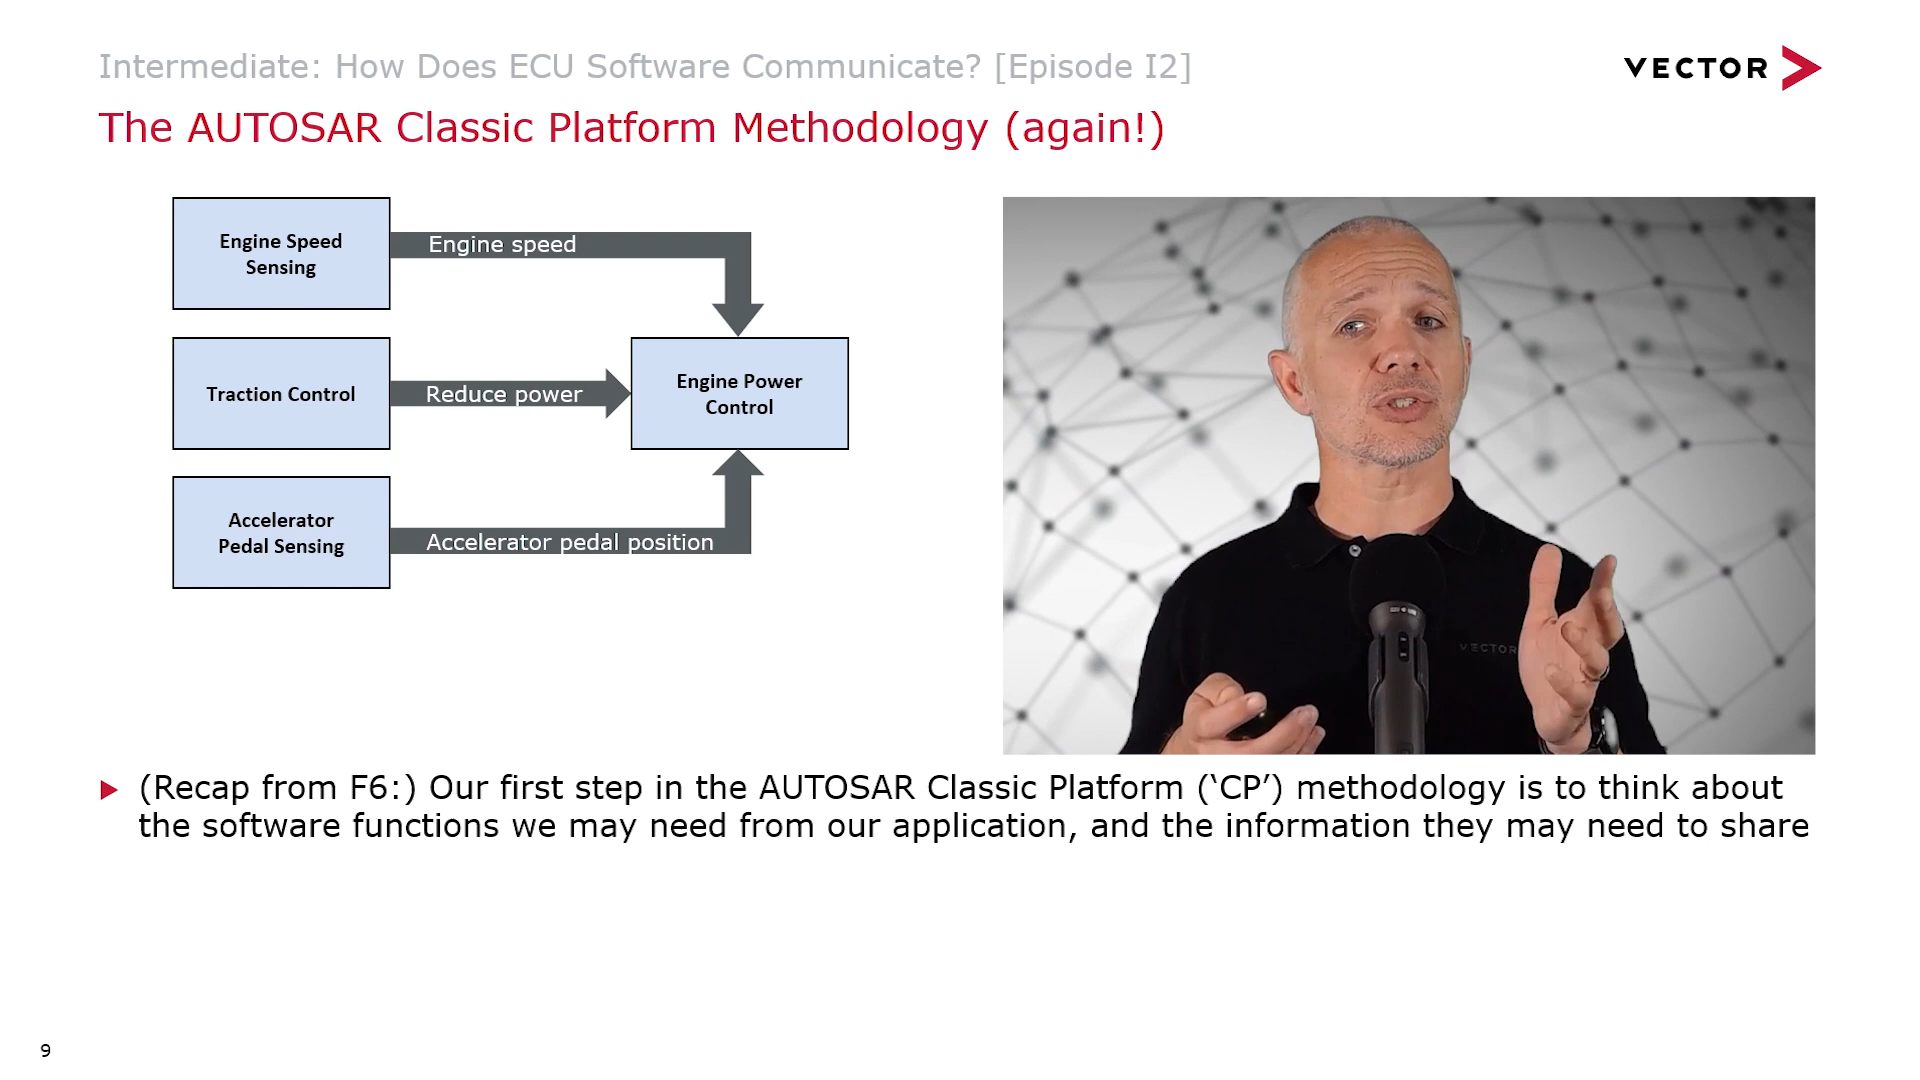 Intermediate: How Does ECU Software Communicate? [Episode I2]
VECTOR
The AUTOSAR Classic Platform Methodology (again!)
Engine Speed
Sensing
Engine speed
Traction Control
Reduce power
Engine Power
Control
Accelerator
Pedal Sensing
Accelerator pedal position
VECTOR
(Recap from F6:) Our first step in the AUTOSAR Classic Platform (‘CP’) methodology is to think about
the software functions we may need from our application, and the information they may need to share
9